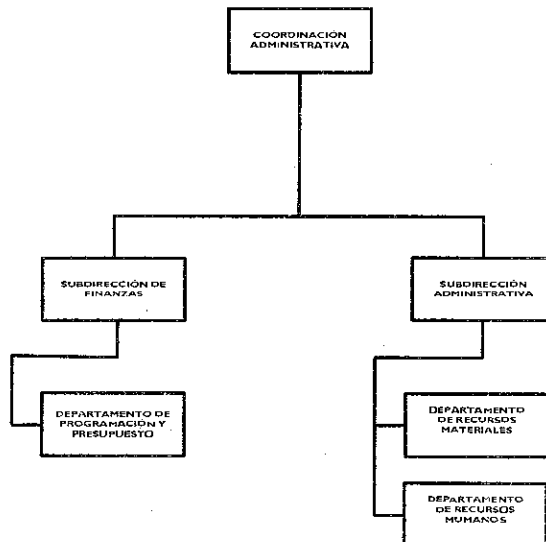 COORDINACIÓN
ADMINISTRATIVA
SUBDIRECCIÓN DE
FINANZAS
SUBDIRECCIÓN
ADMINISTRATIVA
DEPARTAMENTO DE
PROGRAMACIÓN Y
PRESUPUESTO
DEPARTAMENTO
DE RECURSOS
MATERIALES
DEPARTAMENTO
DE RECURSOS
HUMANOS